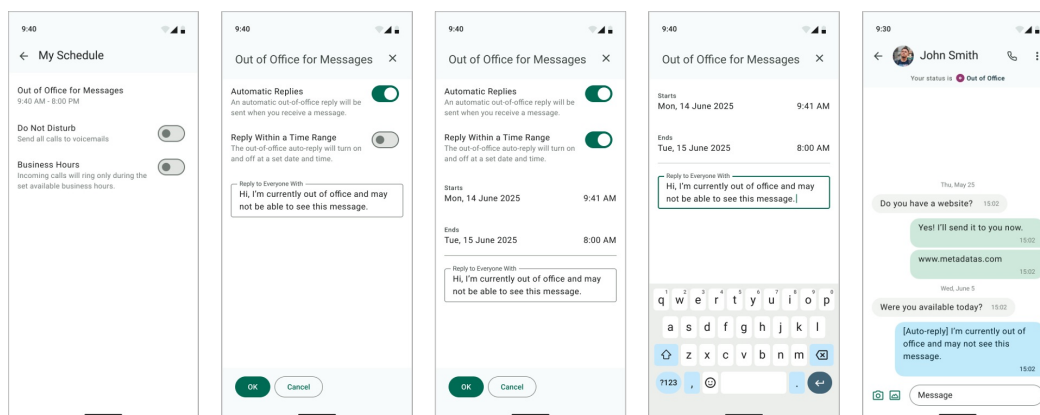 9:40
My Schedule
Out of Office for Messages
9:40 AM - 8:00 PM
Do Not Disturb
Send all calls to voicemails
Business Hours
Incoming calls will ring only during the
set available business hours.
9:40
Out of Office for Messages
Automatic Replies
An automatic out-of-office reply will be
sent when you receive a message.
Reply Within a Time Range
The out-of-office auto-reply will turn on
and off at a set date and time.
Reply to Everyone With
Hi, I'm currently out of office and may
not be able to see this message.
OK
Cancel
9:40
Out of Office for Messages
Automatic Replies
An automatic out-of-office reply will be
sent when you receive a message.
Reply Within a Time Range
The out-of-office auto-reply will turn on
and off at a set date and time.
Starts
Mon, 14 June 2025 9:41 AM
Ends
Tue, 15 June 2025 8:00 AM
Reply to Everyone With
Hi, I'm currently out of office and may
not be able to see this message.
OK
Cancel
9:40
Out of Office for Messages
Starts
Mon, 14 June 2025 9:41 AM
Ends
Tue, 15 June 2025 8:00 AM
Reply to Everyone With
Hi, I'm currently out of office and may
not be able to see this message.
1 2 3 4 5 6 7 8 9 0
q w e r t y u i o p
a s d f g h j k l
z x c v b n m
?123 , .
9:30
John Smith
Your status is Out of Office
Thu, May 25
Do you have a website? 15:02
Yes! I'll send it to you now.
15:02
www.metadatas.com
15:02
Wed, June 5
Were you available today? 15:02
[Auto-reply] I'm currently out of
office and may not see this
message.
15:02
Message